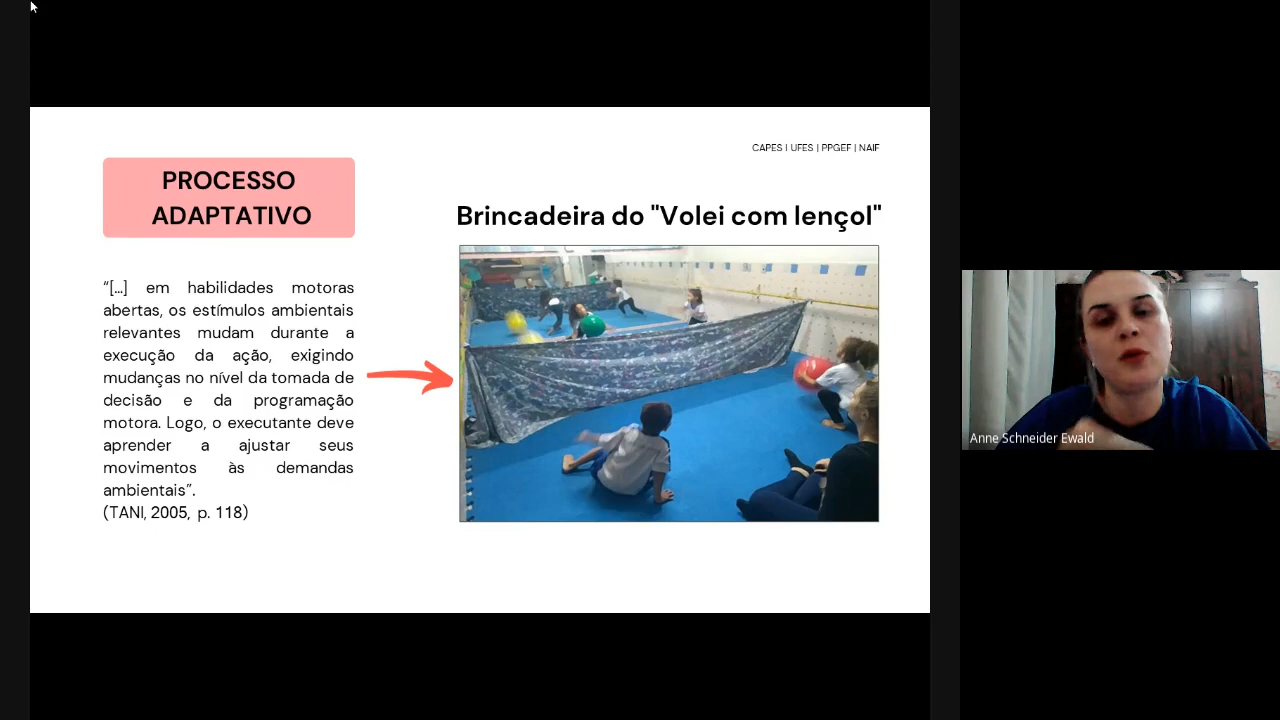 CAPES I UFES | PPGEF | NAIF
PROCESSO
ADAPTATIVO
Brincadeira do "Volei com lençol"
“[...] em habilidades motoras
abertas, os estímulos ambientais
relevantes mudam durante a
execução da ação, exigindo
mudanças no nível da tomada de
decisão e da programação
motora. Logo, o executante deve
aprender a ajustar seus
movimentos às demandas
ambientais”.
(TANI, 2005, p. 118)
Anne Schneider Ewald